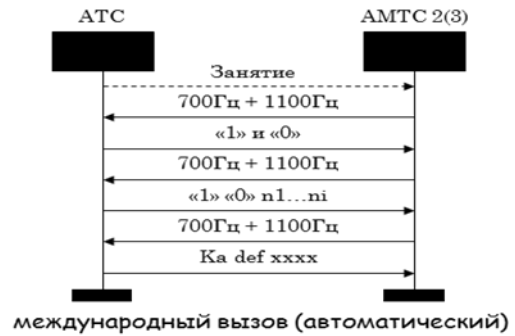 АТС
АМТС 2(3)
Занятие
700Гц + 1100Гц
«1» и «0»
700Гц + 1100Гц
«1» «0» n1...ni
700Гц + 1100Гц
Ка def xxxx
международный вызов (автоматический)